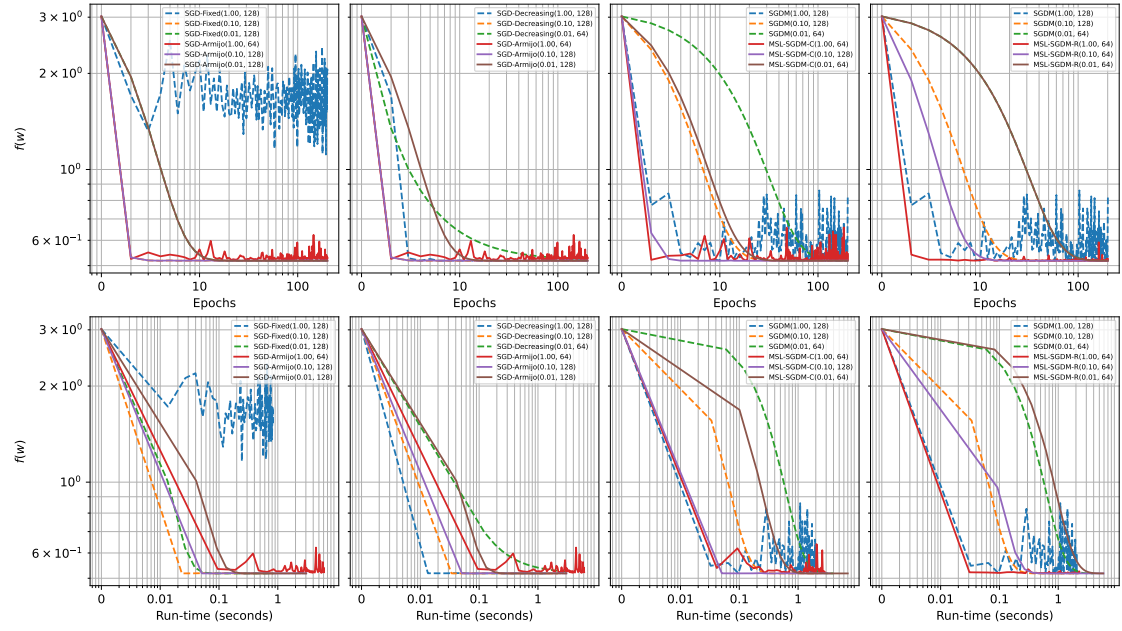 SGD-Fixed(1.00, 128)
SGD-Fixed(0.10, 128)
SGD-Fixed(0.01, 128)
SGD-Armijo(1.00, 64)
SGD-Armijo(0.10, 128)
SGD-Armijo(0.01, 128)
3 × 10⁰
2 × 10⁰
10⁰
6 × 10⁻¹
f(w)
0
10
100
Epochs
SGD-Decreasing(1.00, 128)
SGD-Decreasing(0.10, 128)
SGD-Decreasing(0.01, 64)
SGD-Armijo(1.00, 64)
SGD-Armijo(0.10, 128)
SGD-Armijo(0.01, 128)
0
10
100
Epochs
SGDM(1.00, 128)
SGDM(0.10, 128)
SGDM(0.01, 64)
MSL-SGDM-C(1.00, 64)
MSL-SGDM-C(0.10, 128)
MSL-SGDM-C(0.01, 64)
0
10
100
Epochs
SGDM(1.00, 128)
SGDM(0.10, 128)
SGDM(0.01, 64)
MSL-SGDM-R(1.00, 64)
MSL-SGDM-R(0.10, 64)
MSL-SGDM-R(0.01, 64)
0
10
100
Epochs
SGD-Fixed(1.00, 128)
SGD-Fixed(0.10, 128)
SGD-Fixed(0.01, 128)
SGD-Armijo(1.00, 64)
SGD-Armijo(0.10, 128)
SGD-Armijo(0.01, 128)
3 × 10⁰
2 × 10⁰
10⁰
6 × 10⁻¹
f(w)
0
0.01
0.1
1
Run-time (seconds)
SGD-Decreasing(1.00, 128)
SGD-Decreasing(0.10, 128)
SGD-Decreasing(0.01, 64)
SGD-Armijo(1.00, 64)
SGD-Armijo(0.10, 128)
SGD-Armijo(0.01, 128)
0
0.01
0.1
1
Run-time (seconds)
SGDM(1.00, 128)
SGDM(0.10, 128)
SGDM(0.01, 64)
MSL-SGDM-C(1.00, 64)
MSL-SGDM-C(0.10, 128)
MSL-SGDM-C(0.01, 64)
0
0.01
0.1
1
Run-time (seconds)
SGDM(1.00, 128)
SGDM(0.10, 128)
SGDM(0.01, 64)
MSL-SGDM-R(1.00, 64)
MSL-SGDM-R(0.10, 64)
MSL-SGDM-R(0.01, 64)
0
0.01
0.1
1
Run-time (seconds)